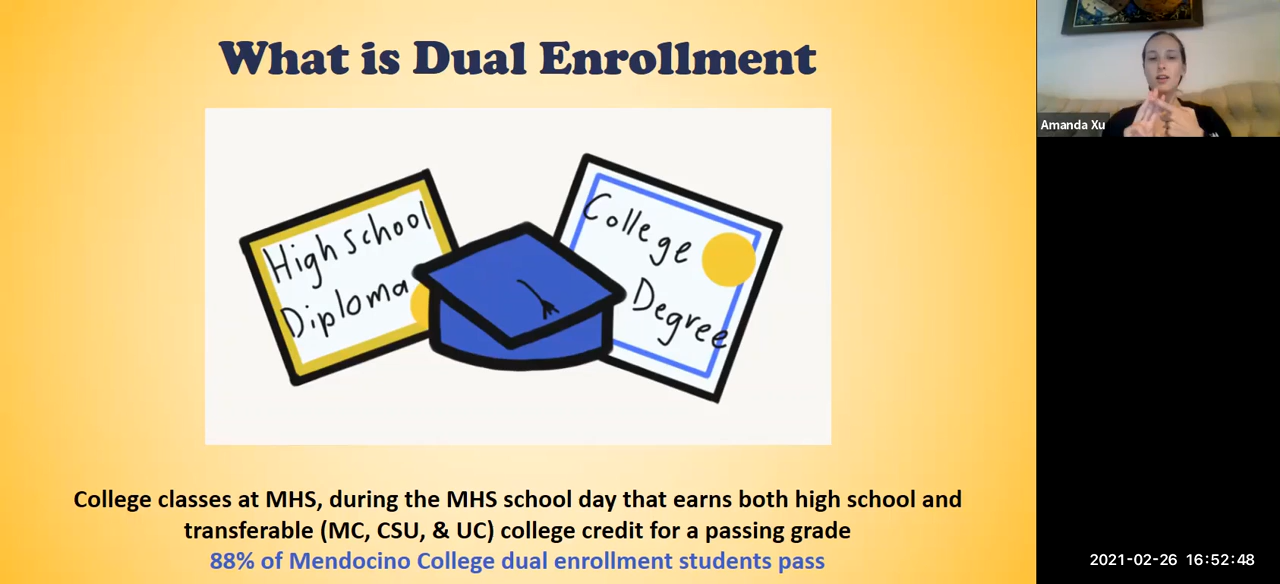 What is Dual Enrollment
High School
Diploma
College
Degree
College classes at MHS, during the MHS school day that earns both high school and
transferable (MC, CSU, & UC) college credit for a passing grade
88% of Mendocino College dual enrollment students pass
Amanda Xu
2021-02-26 16:52:48